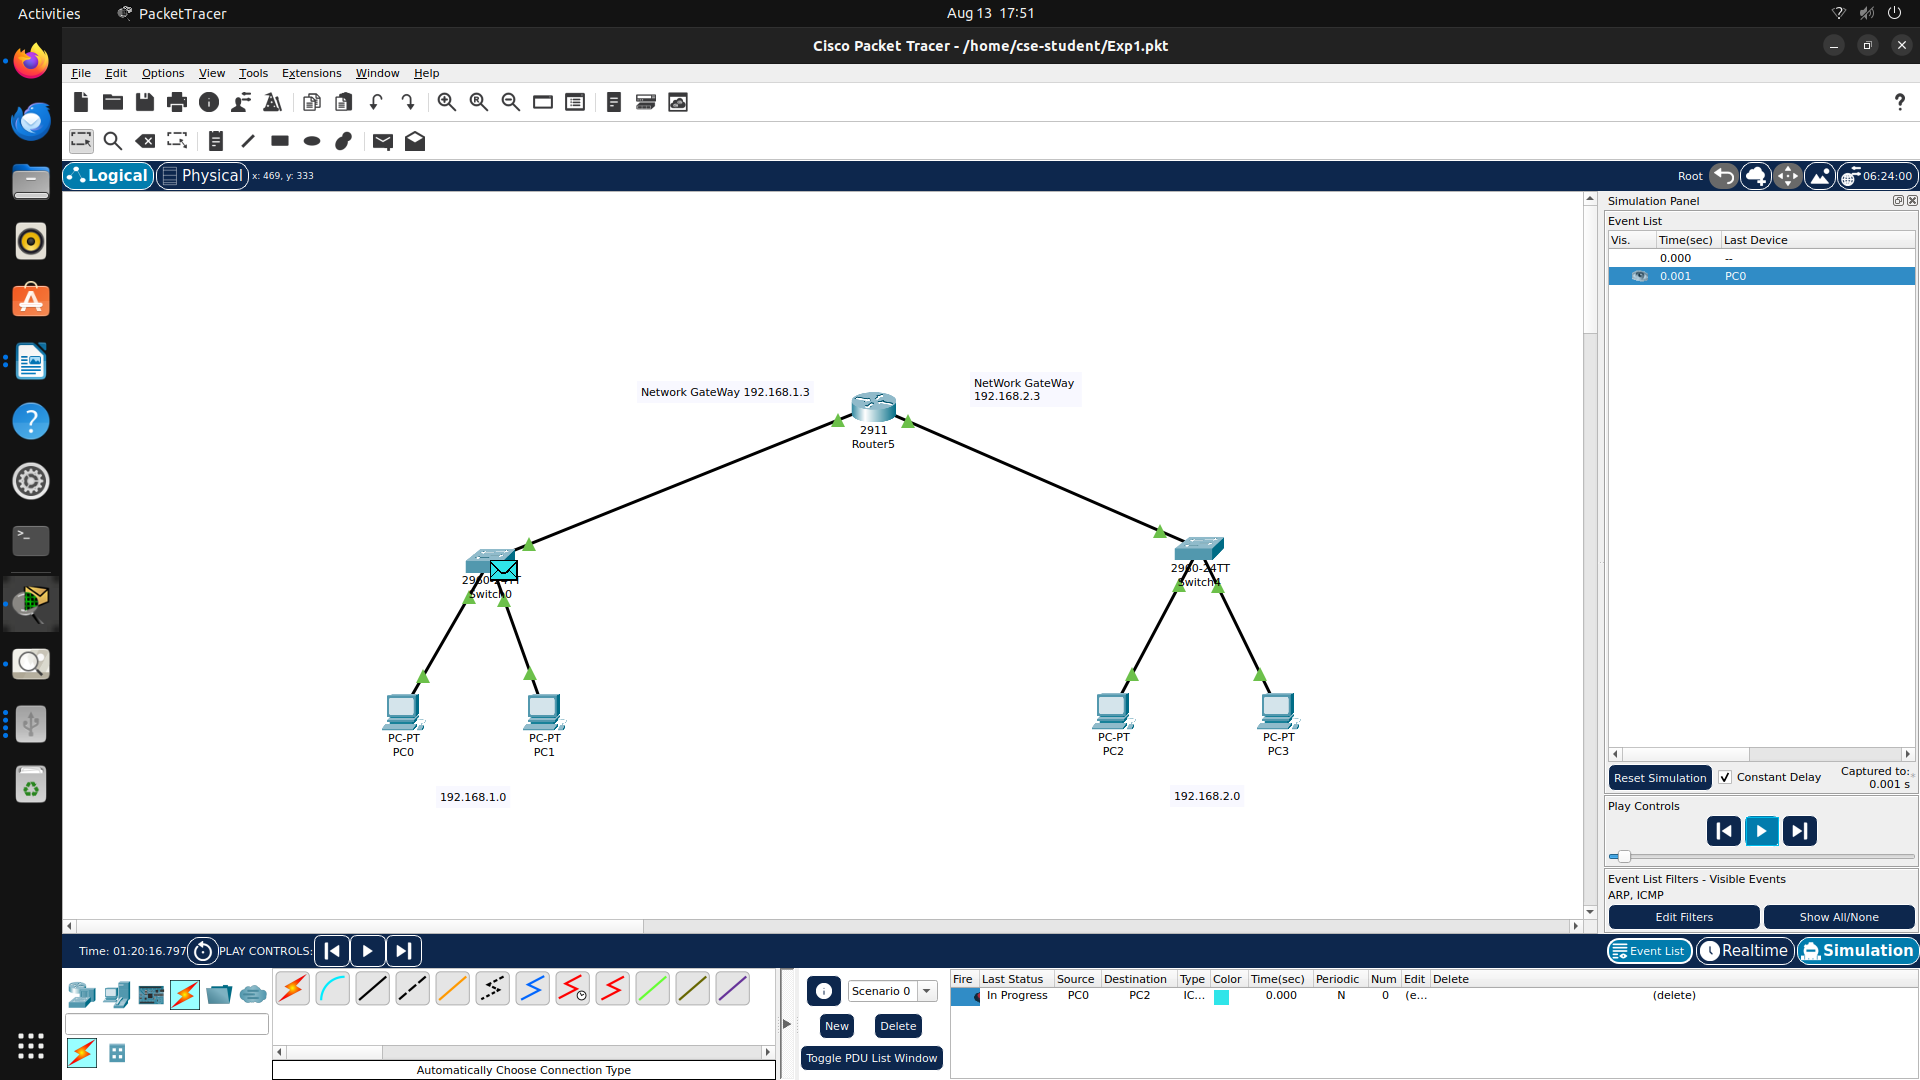 Activities
PacketTracer
Aug 13 17:51
Cisco Packet Tracer - /home/cse-student/Exp1.pkt
File Edit Options View Tools Extensions Window Help
Logical
Physical
x: 469, y: 333
Root
06:24:00
Simulation Panel
Event List
Vis. Time(sec) Last Device
0.000 --
0.001 PC0
Network GateWay 192.168.1.3
NetWork GateWay
192.168.2.3
2911
Router5
2960-24TT
Switch0
2960-24TT
Switch4
PC-PT
PC0
PC-PT
PC1
PC-PT
PC2
PC-PT
PC3
192.168.1.0
192.168.2.0
Reset Simulation
Constant Delay
Captured to:
0.001 s
Play Controls
Event List Filters - Visible Events
ARP, ICMP
Edit Filters
Show All/None
Time: 01:20:16.797
PLAY CONTROLS:
Event List
Realtime
Simulation
Scenario 0
New
Delete
Toggle PDU List Window
Fire Last Status Source Destination Type Color Time(sec) Periodic Num Edit Delete
In Progress PC0 PC2 IC... 0.000 N 0 (e... (delete)
Automatically Choose Connection Type